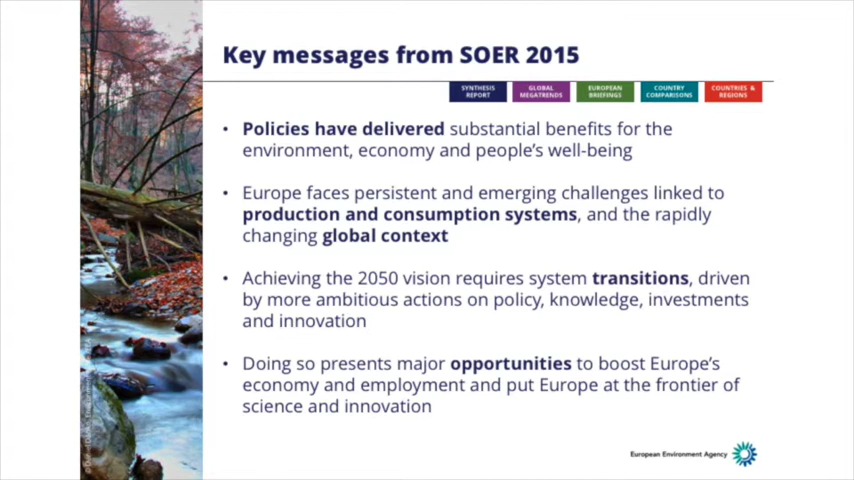 Key messages from SOER 2015
SYNTHESIS
REPORT
GLOBAL
MEGATRENDS
EUROPEAN
BRIEFINGS
COUNTRY
COMPARISONS
COUNTRIES &
REGIONS
• Policies have delivered substantial benefits for the
environment, economy and people's well-being
• Europe faces persistent and emerging challenges linked to
production and consumption systems, and the rapidly
changing global context
• Achieving the 2050 vision requires system transitions, driven
by more ambitious actions on policy, knowledge, investments
and innovation
• Doing so presents major opportunities to boost Europe's
economy and employment and put Europe at the frontier of
science and innovation
European Environment Agency